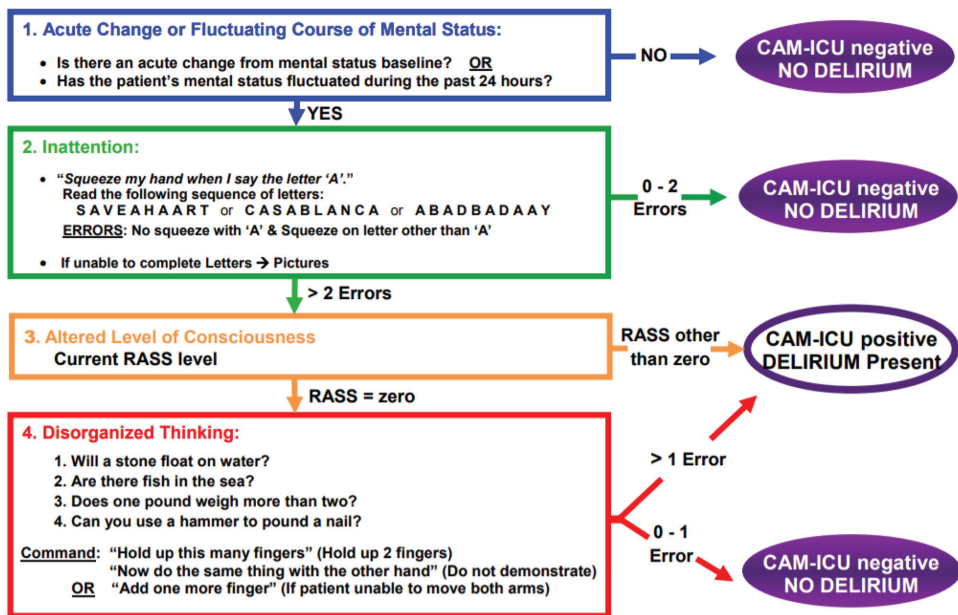 1. Acute Change or Fluctuating Course of Mental Status:
• Is there an acute change from mental status baseline? OR
• Has the patient's mental status fluctuated during the past 24 hours?
NO
CAM-ICU negative
NO DELIRIUM
YES
2. Inattention:
• "Squeeze my hand when I say the letter 'A'."
Read the following sequence of letters:
S A V E A H A A R T or C A S A B L A N C A or A B A D B A D A A Y
ERRORS: No squeeze with 'A' & Squeeze on letter other than 'A'
• If unable to complete Letters → Pictures
0 - 2
Errors
CAM-ICU negative
NO DELIRIUM
> 2 Errors
3. Altered Level of Consciousness
Current RASS level
RASS other
than zero
CAM-ICU positive
DELIRIUM Present
RASS = zero
4. Disorganized Thinking:
1. Will a stone float on water?
2. Are there fish in the sea?
3. Does one pound weigh more than two?
4. Can you use a hammer to pound a nail?
Command: "Hold up this many fingers" (Hold up 2 fingers)
"Now do the same thing with the other hand" (Do not demonstrate)
OR "Add one more finger" (If patient unable to move both arms)
> 1 Error
0 - 1
Error
CAM-ICU negative
NO DELIRIUM